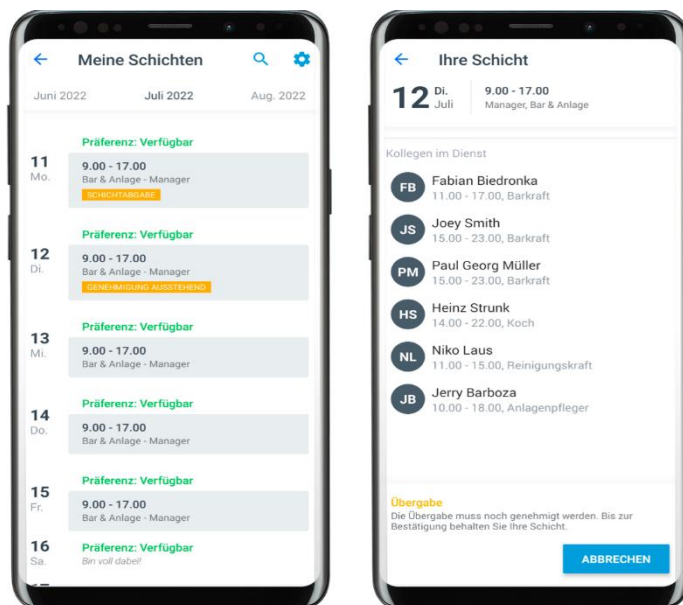 Meine Schichten
Juni 2022 Juli 2022 Aug. 2022
Präferenz: Verfügbar
11
Mo.
9.00 - 17.00
Bar & Anlage - Manager
SCHICHTABGABE
Präferenz: Verfügbar
12
Di.
9.00 - 17.00
Bar & Anlage - Manager
GENEHMIGUNG AUSSTEHEND
Präferenz: Verfügbar
13
Mi.
9.00 - 17.00
Bar & Anlage - Manager
Präferenz: Verfügbar
14
Do.
9.00 - 17.00
Bar & Anlage - Manager
Präferenz: Verfügbar
15
Fr.
9.00 - 17.00
Bar & Anlage - Manager
16
Sa.
Präferenz: Verfügbar
Bin voll dabei!
Ihre Schicht
12 Di. Juli
9.00 - 17.00
Manager, Bar & Anlage
Kollegen im Dienst
FB Fabian Biedronka
11.00 - 17.00, Barkraft
JS Joey Smith
15.00 - 23.00, Barkraft
PM Paul Georg Müller
15.00 - 23.00, Barkraft
HS Heinz Strunk
14.00 - 22.00, Koch
NL Niko Laus
11.00 - 15.00, Reinigungskraft
JB Jerry Barboza
10.00 - 18.00, Anlagenpfleger
Übergabe
Die Übergabe muss noch genehmigt werden. Bis zur
Bestätigung behalten Sie Ihre Schicht.
ABBRECHEN